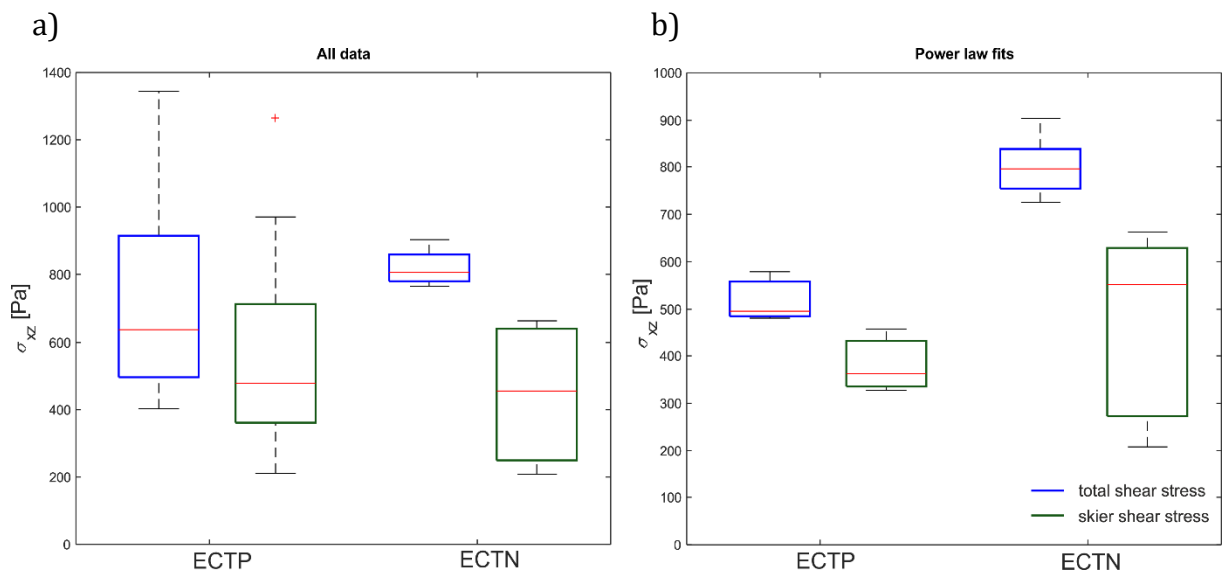 a)
All data
1400
1200
1000
800
600
400
200
0
σxz [Pa]
ECTP
ECTN
b)
Power law fits
1000
900
800
700
600
500
400
300
200
100
0
σxz [Pa]
ECTP
ECTN
total shear stress
skier shear stress